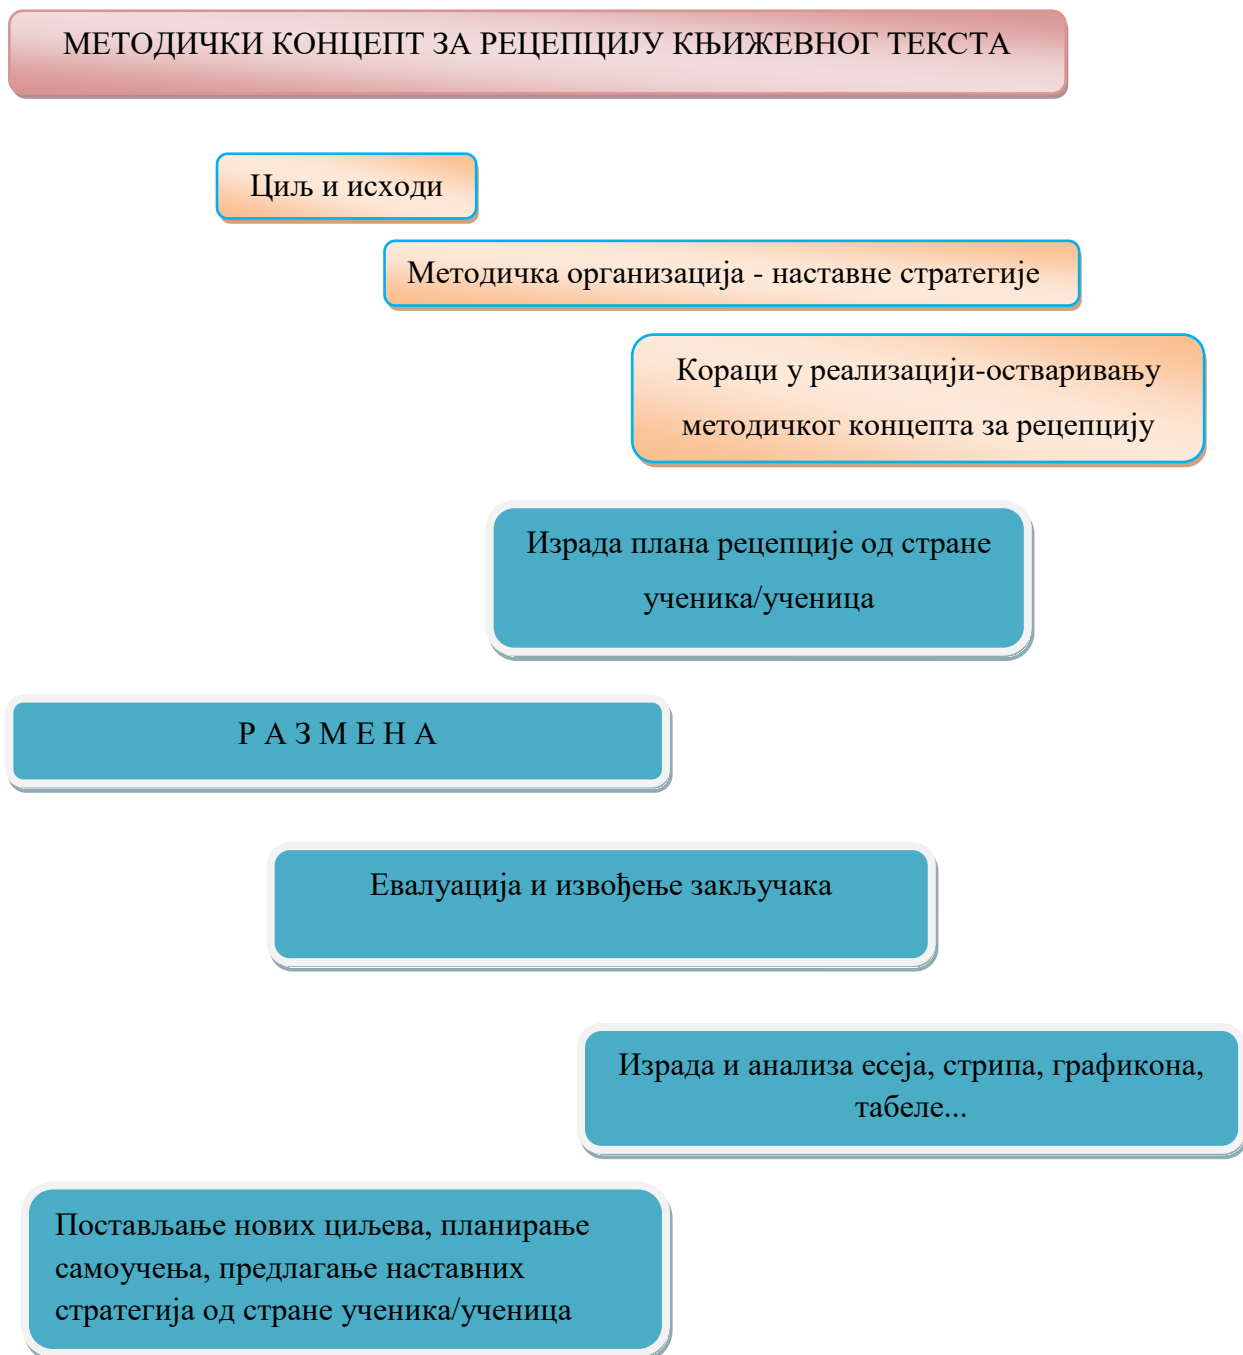 МЕТОДИЧКИ КОНЦЕПТ ЗА РЕЦЕПЦИЈУ КЊИЖЕВНОГ ТЕКСТА
Циљ и исходи
Методичка организација - наставне стратегије
Кораци у реализацији-остваривању
методичког концепта за рецепцију
Израда плана рецепције од стране
ученика/ученица
Р А З М Е Н А
Евалуација и извођење закључака
Израда и анализа есеја, стрипа, графикона,
табеле...
Постављање нових циљева, планирање
самоучења, предлагање наставних
стратегија од стране ученика/ученица